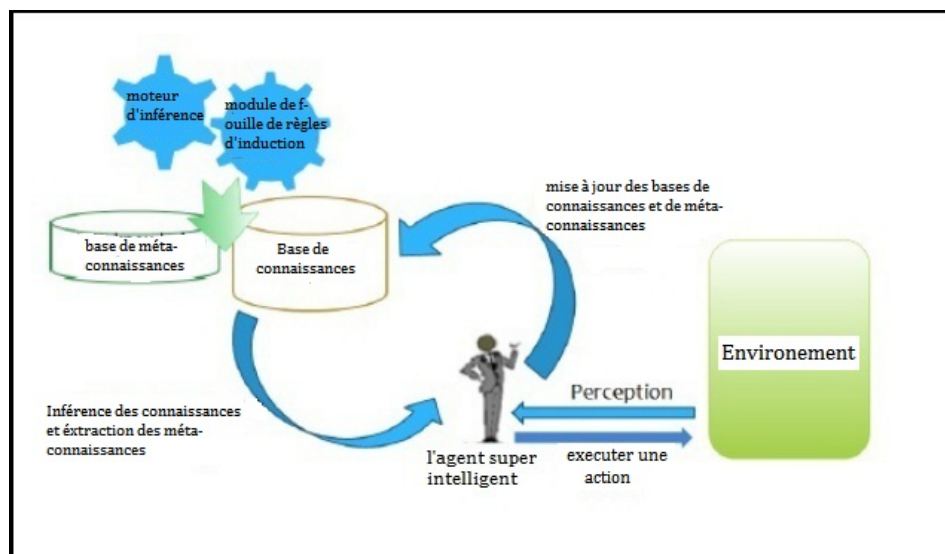 moteur
d'inférence
module de f-
ouille de règles
d'induction
mise à jour des bases de
connaissances et de méta-
connaissances
base de méta-
connaissances
Base de
connaissances
Environement
Perception
Inférence des connaissances
et éxtraction des méta-
connaissances
l'agent super
intelligent
executer une
action